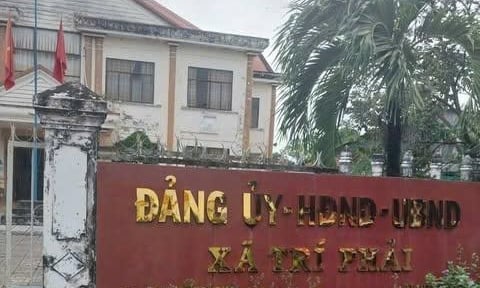 ĐẢNG ỦY-HĐND-UBND
XÃ TRÍ PHẢI